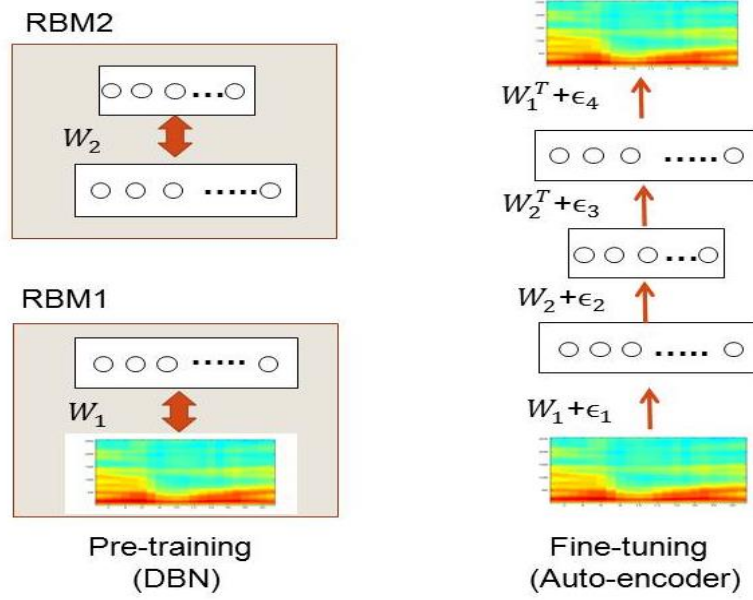 RBM2
W₂
RBM1
W₁
Pre-training
(DBN)
W₁ᵀ+ϵ₄
W₂ᵀ+ϵ₃
W₂+ϵ₂
W₁+ϵ₁
Fine-tuning
(Auto-encoder)